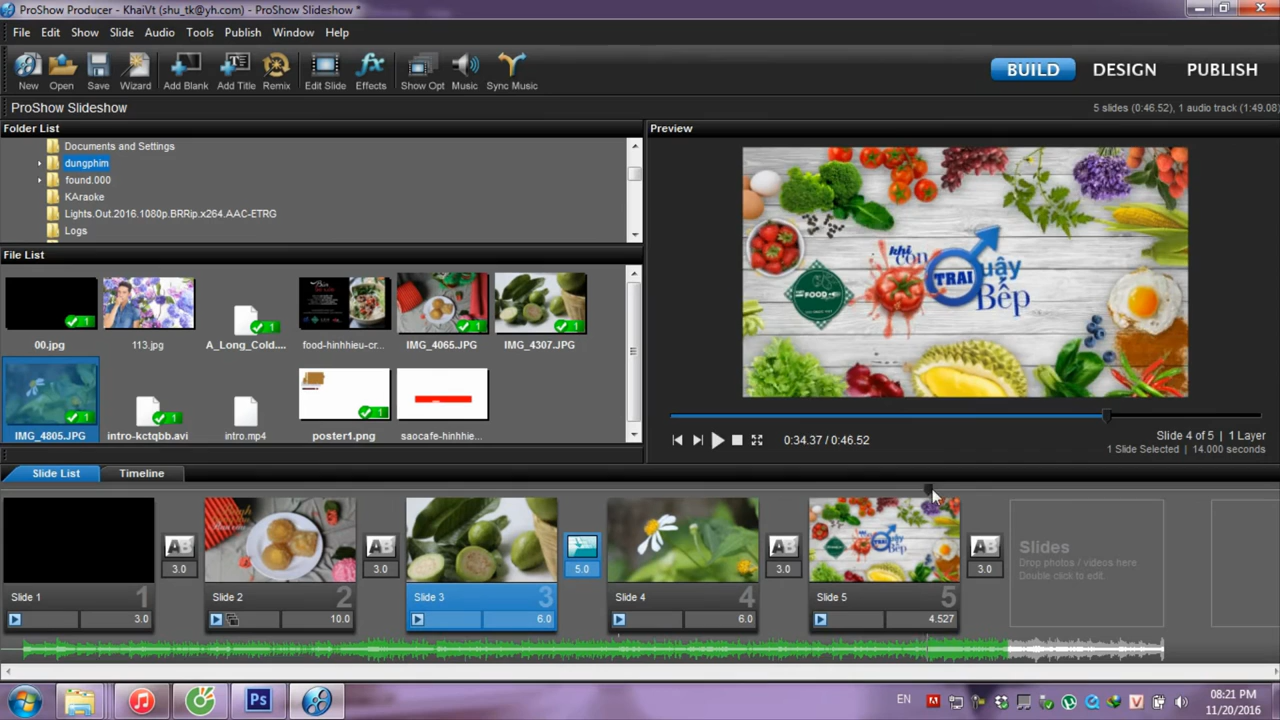 ProShow Producer - KhaiVt (shu_tk@yh.com) - ProShow Slideshow *
File Edit Show Slide Audio Tools Publish Window Help
New Open Save Wizard Add Blank Add Title Remix Edit Slide Effects Show Opt Music Sync Music
BUILD DESIGN PUBLISH
ProShow Slideshow
5 slides (0:46.52), 1 audio track (1:49.08)
Folder List
Documents and Settings
dungphim
found.000
KAraoke
Lights.Out.2016.1080p.BRRip.x264.AAC-ETRG
Logs
File List
00.jpg 113.jpg A_Long_Cold.... food-hinhhieu-cr... IMG_4065.JPG IMG_4307.JPG
IMG_4805.JPG intro-kctqbb.avi intro.mp4 poster1.png saocafe-hinhhie...
Preview
FOOD
khi
con
TRAI
uây
Bếp
0:34.37 / 0:46.52
Slide 4 of 5 | 1 Layer
1 Slide Selected | 14.000 seconds
Slide List Timeline
AB AB AB AB
3.0 3.0 5.0 3.0 3.0
Slides
Drop photos / videos here
Double click to edit..
Slide 1 1 Slide 2 2 Slide 3 3 Slide 4 4 Slide 5 5
3.0 10.0 6.0 6.0 4.527
Ps
EN
08:21 PM
11/20/2016